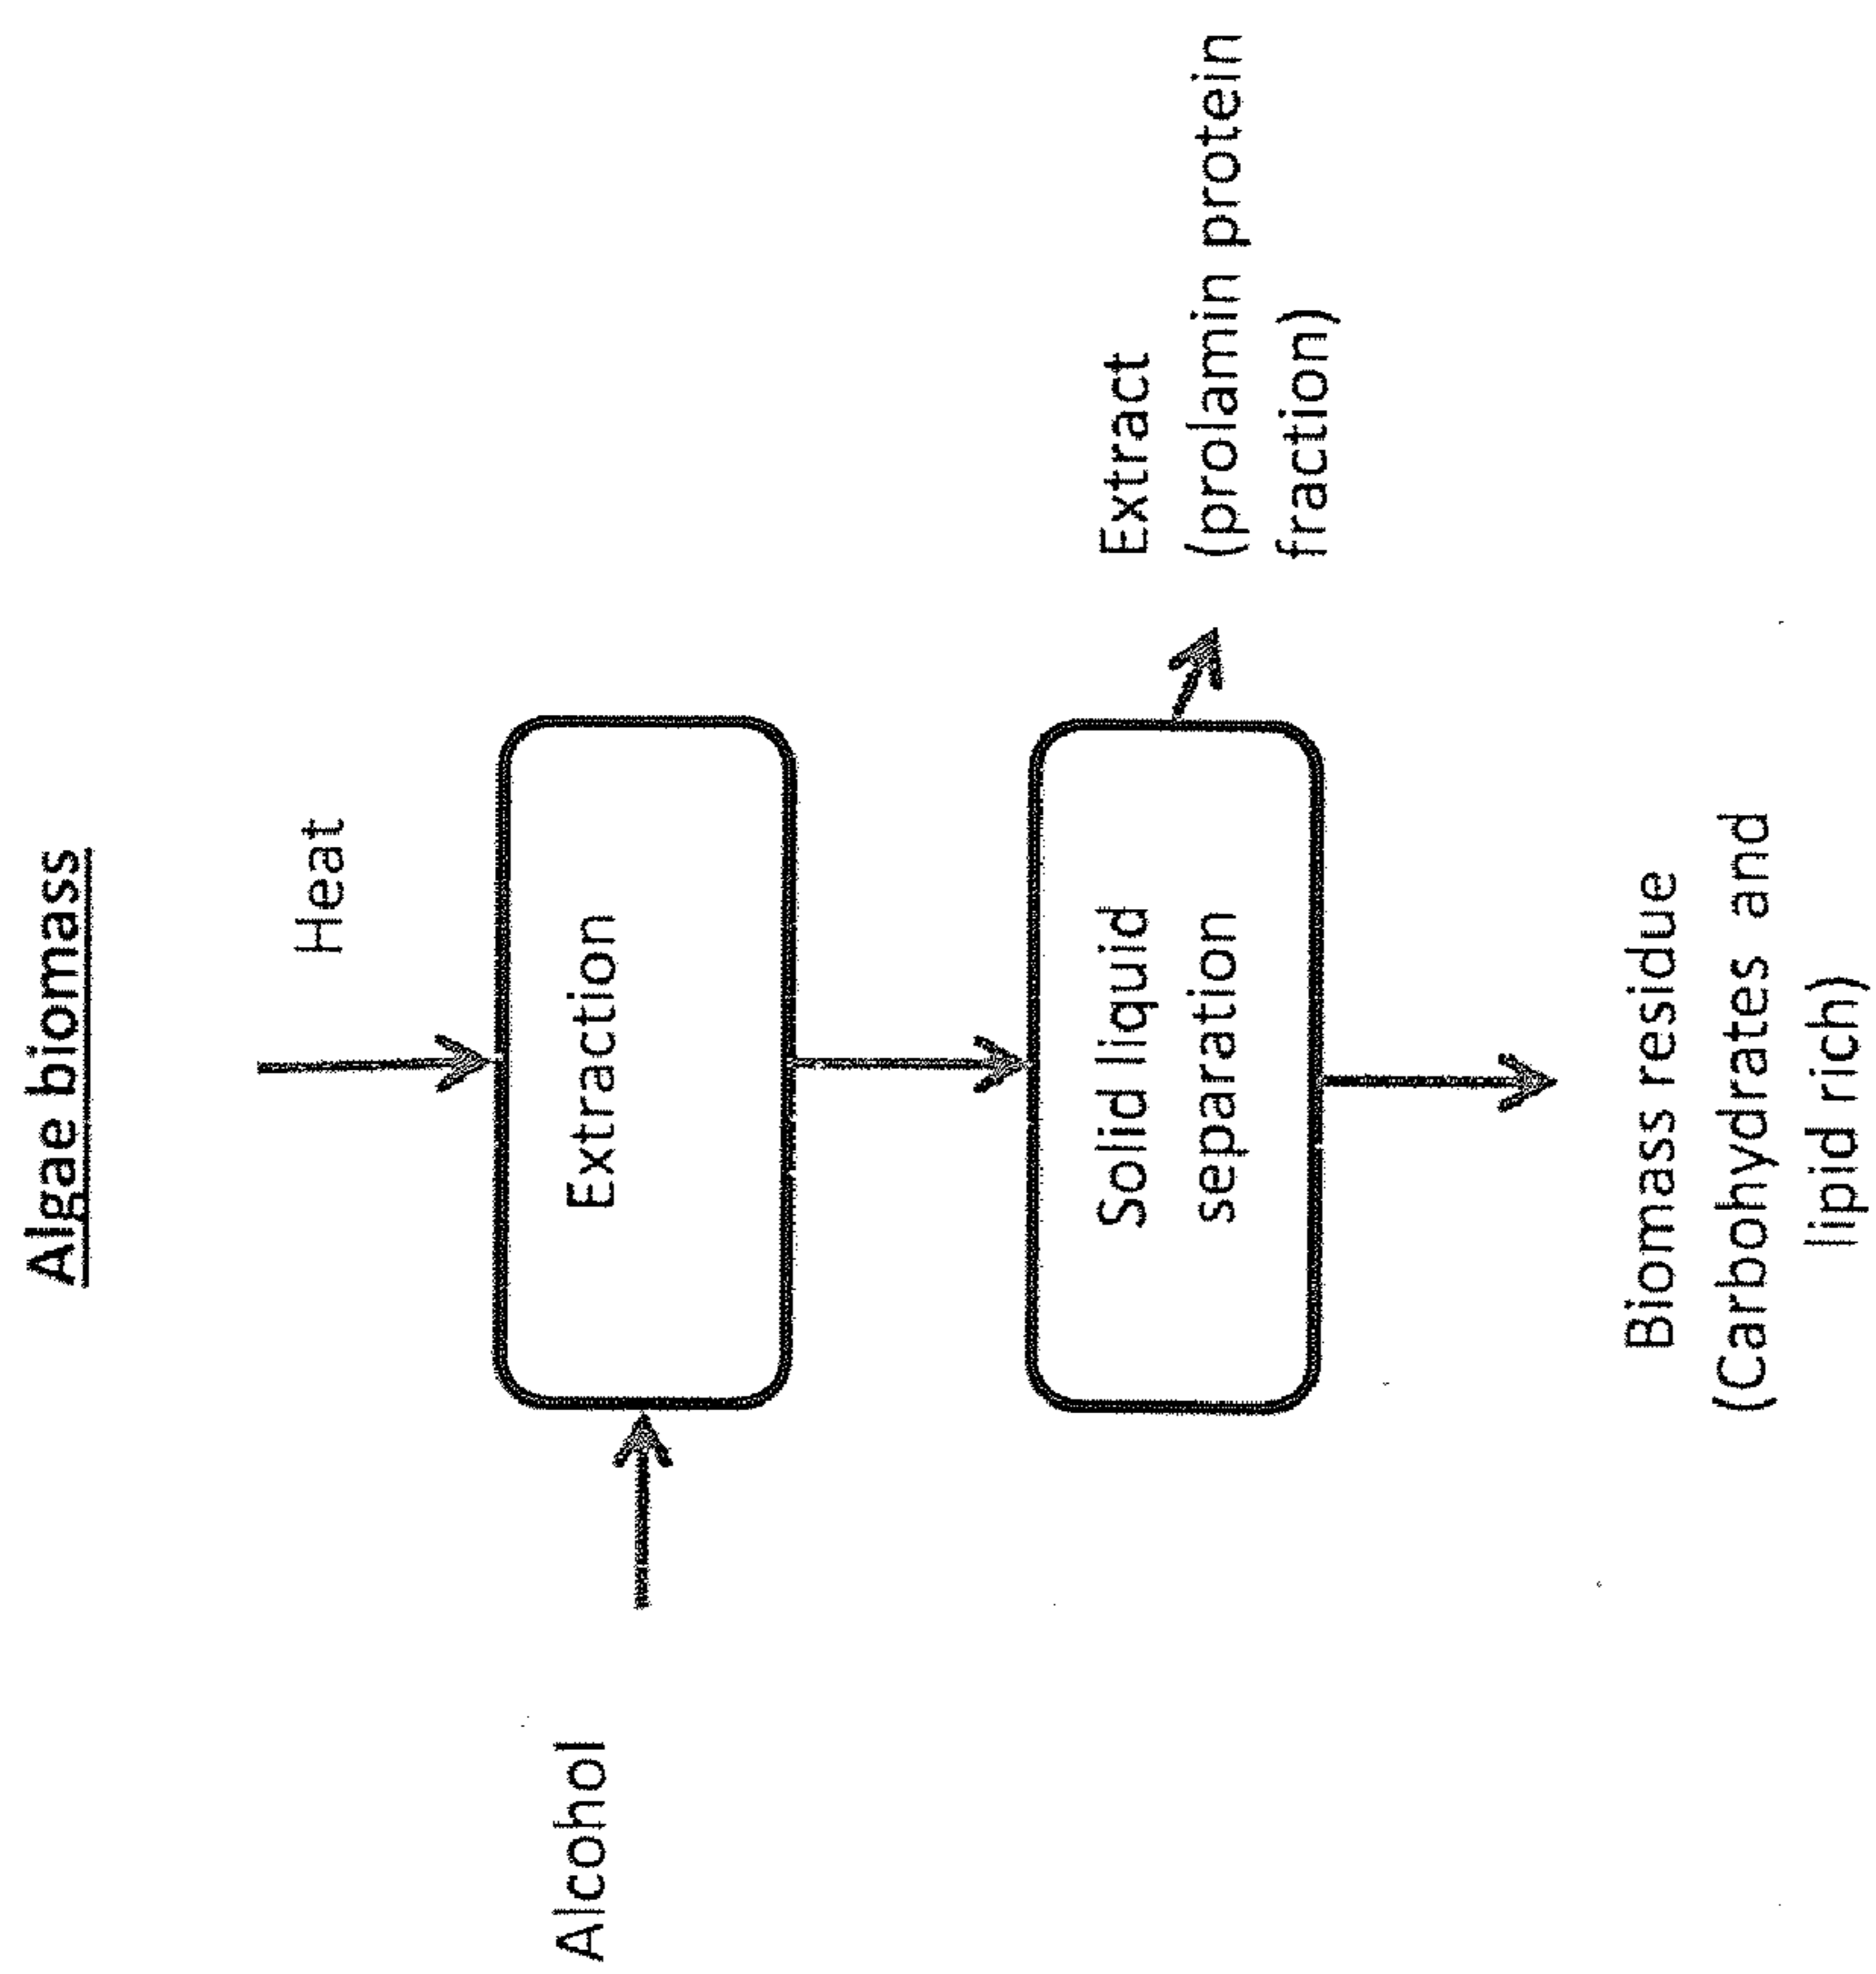 Algae biomass
Heat
Alcohol
Extraction
Solid liquid
separation
Extract
(prolamin protein
fraction)
Biomass residue
(Carbohydrates and
lipid rich)